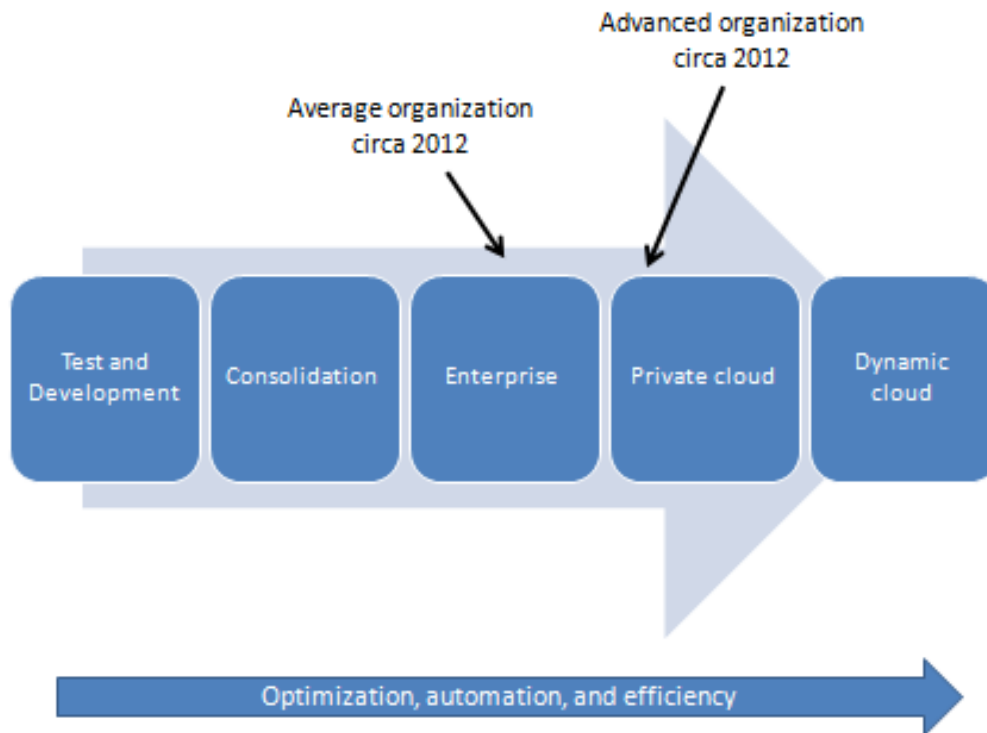 Advanced organization
circa 2012
Average organization
circa 2012
Test and
Development
Consolidation
Enterprise
Private cloud
Dynamic
cloud
Optimization, automation, and efficiency